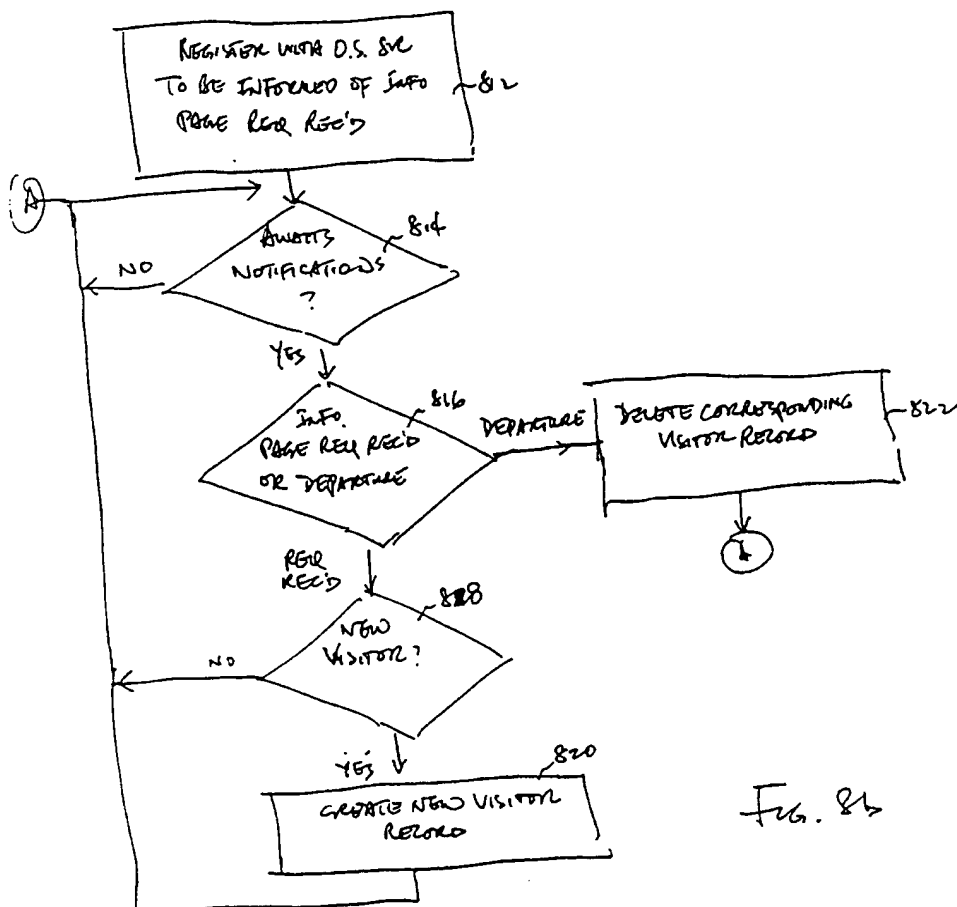 REGISTER WITH O.S. SVR
TO BE INFORMED OF INFO
PAGE REQ REC'D
812
A
AWAITS
NOTIFICATIONS
?
814
NO
YES
INFO.
PAGE REQ REC'D
OR DEPARTURE
816
DEPARTURE
DELETE CORRESPONDING
VISITOR RECORD
822
REQ
REC'D
NEW
VISITOR?
NO
YES
820
CREATE NEW VISITOR
RECORD
FIG. 8b